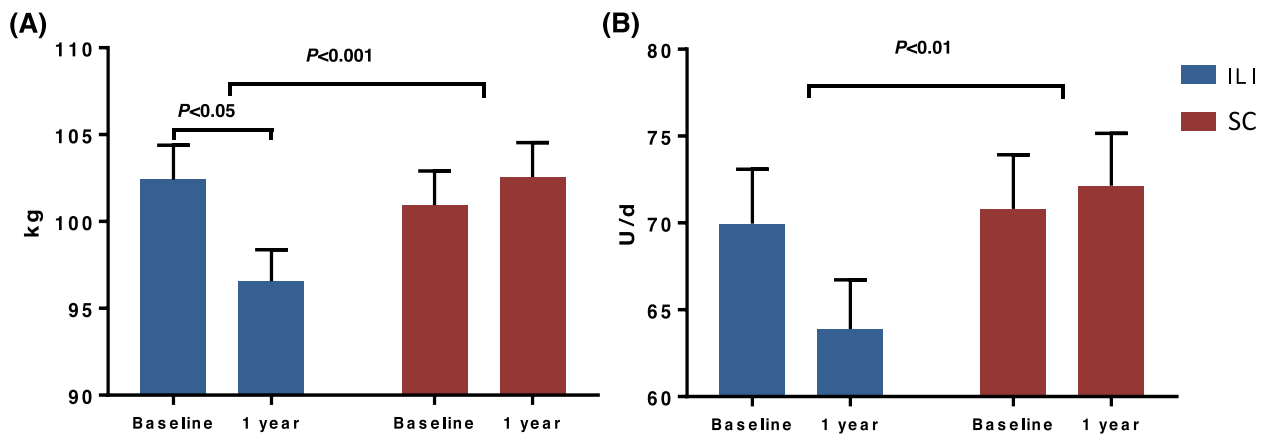 (A)
110
105
100
95
90
kg
P<0.001
P<0.05
Baseline 1 year Baseline 1 year
(B)
80
75
70
65
60
U/d
P<0.01
Baseline 1 year Baseline 1 year
ILI
SC